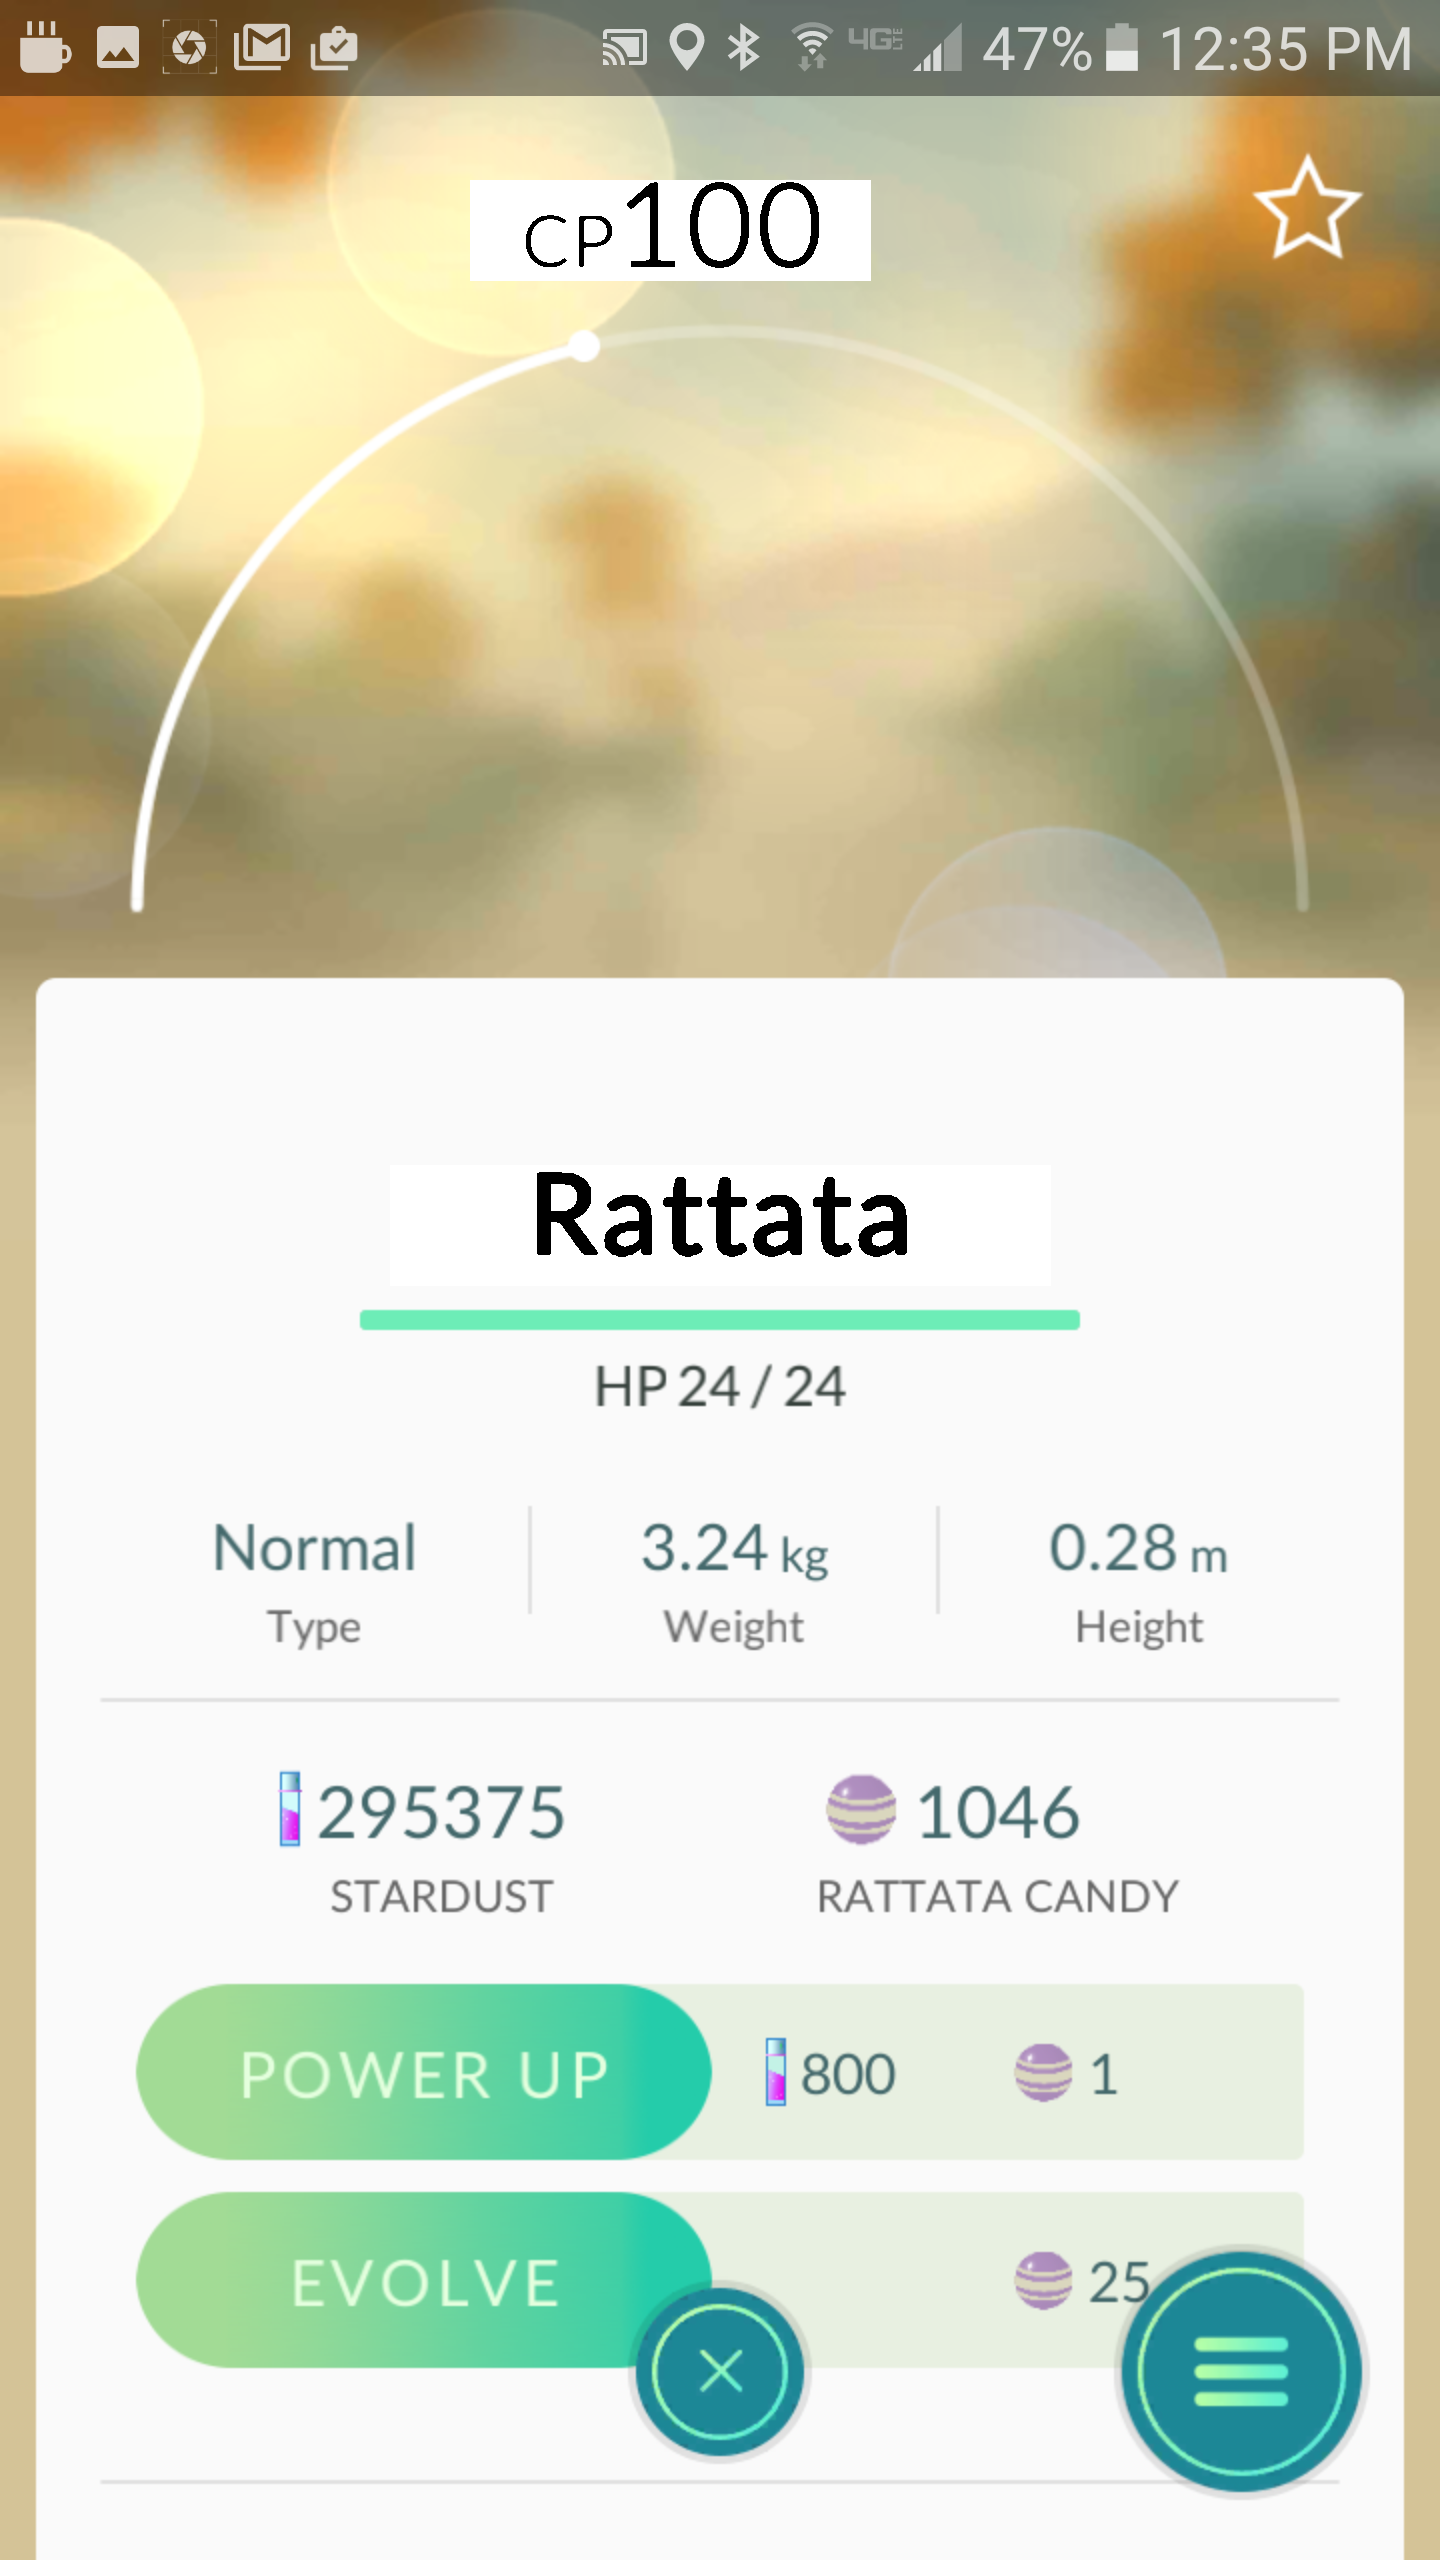 4G LTE 47% 12:35 PM
CP100
Rattata
HP 24 / 24
Normal 3.24 kg 0.28 m
Type Weight Height
295375 1046
STARDUST RATTATA CANDY
POWER UP 800 1
EVOLVE 25